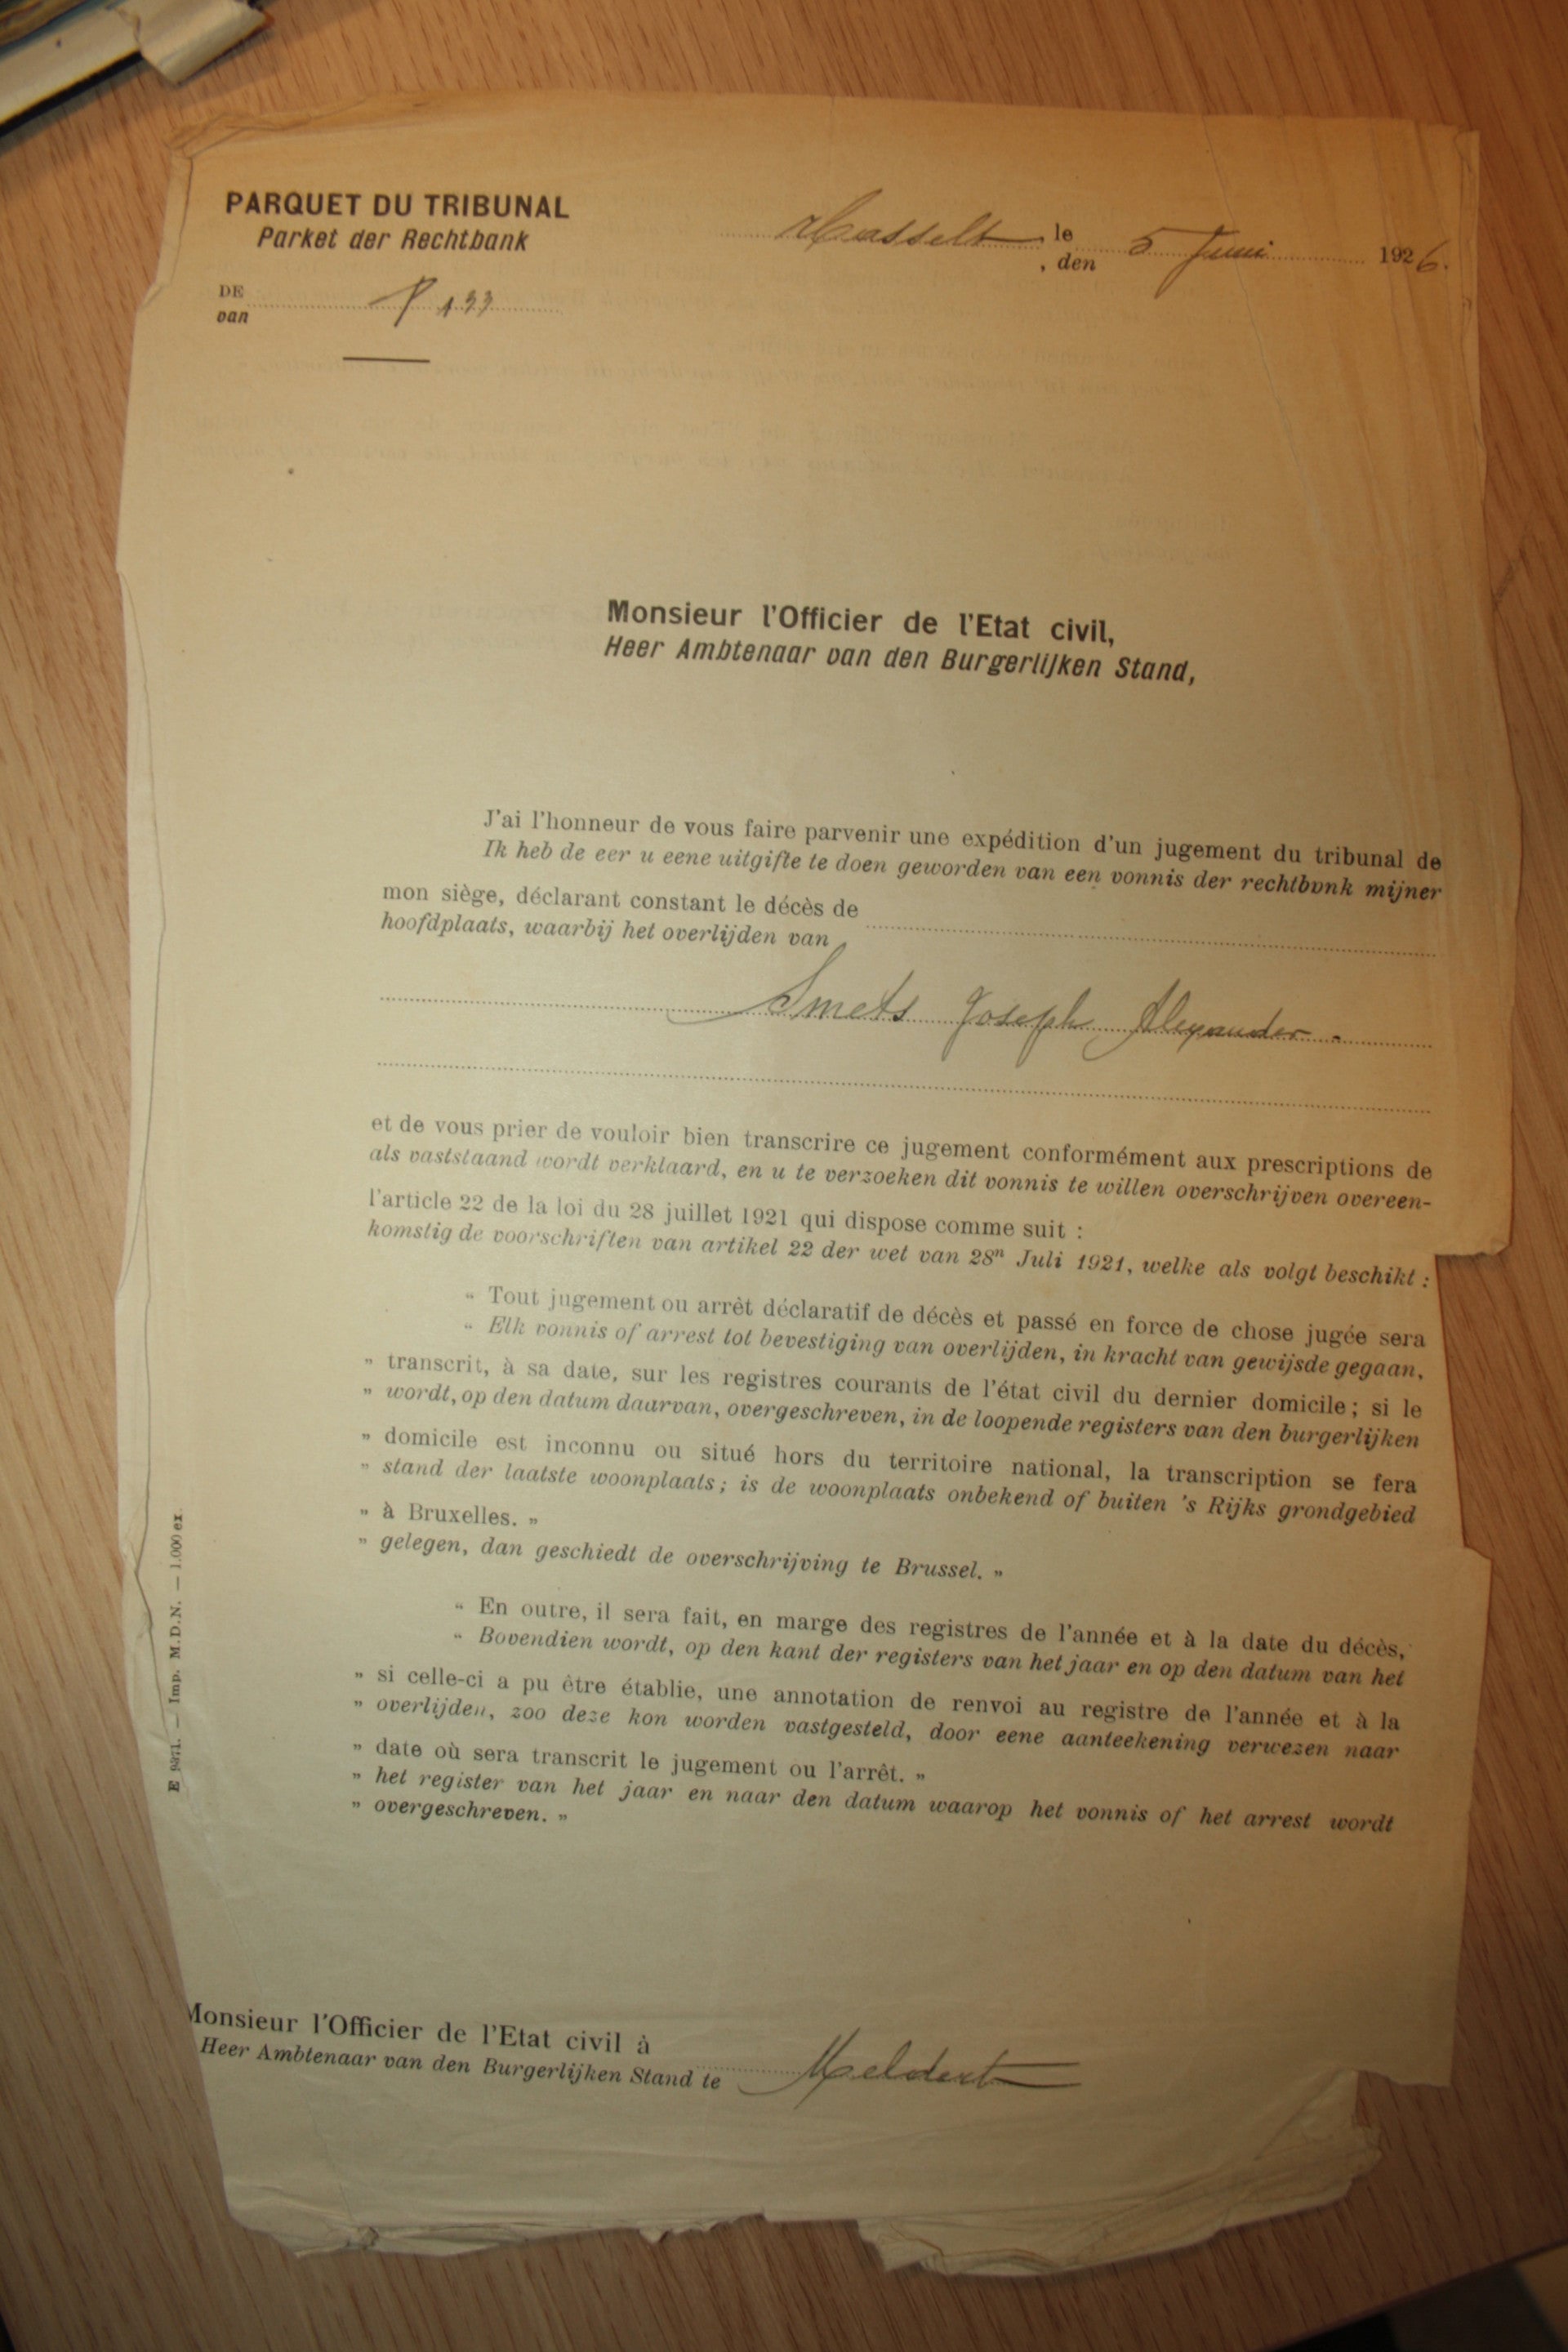 PARQUET DU TRIBUNAL
Parket der Rechtbank
DE
van
P 133
Hasselt, le 5 Juni 1926.
, den
Monsieur l'Officier de l'Etat civil,
Heer Ambtenaar van den Burgerlijken Stand,
J'ai l'honneur de vous faire parvenir une expédition d'un jugement du tribunal de
Ik heb de eer u eene uitgifte te doen geworden van een vonnis der rechtbvnk mijner
mon siège, déclarant constant le décès de
hoofdplaats, waarbij het overlijden van
Smets Joseph Alexander.
et de vous prier de vouloir bien transcrire ce jugement conformément aux prescriptions de
als vaststaand wordt verklaard, en u te verzoeken dit vonnis te willen overschrijven overeen-
l'article 22 de la loi du 28 juillet 1921 qui dispose comme suit :
komstig de voorschriften van artikel 22 der wet van 28n Juli 1921, welke als volgt beschikt :
“ Tout jugement ou arrêt déclaratif de décès et passé en force de chose jugée sera
“ Elk vonnis of arrest tot bevestiging van overlijden, in kracht van gewijsde gegaan,
” transcrit, à sa date, sur les registres courants de l'état civil du dernier domicile ; si le
” wordt, op den datum daarvan, overgeschreven, in de loopende registers van den burgerlijken
” domicile est inconnu ou situé hors du territoire national, la transcription se fera
” stand der laatste woonplaats ; is de woonplaats onbekend of buiten 's Rijks grondgebied
” à Bruxelles. ”
” gelegen, dan geschiedt de overschrijving te Brussel. ”
“ En outre, il sera fait, en marge des registres de l'année et à la date du décès,
“ Bovendien wordt, op den kant der registers van het jaar en op den datum van het
” si celle-ci a pu être établie, une annotation de renvoi au registre de l'année et à la
” overlijden, zoo deze kon worden vastgesteld, door eene aanteekening verwezen naar
” date où sera transcrit le jugement ou l'arrêt. ”
” het register van het jaar en naar den datum waarop het vonnis of het arrest wordt
” overgeschreven. ”
E 9871. — Imp. M. D. N. — 1.000 ex
Monsieur l'Officier de l'Etat civil à
Heer Ambtenaar van den Burgerlijken Stand te Meldert